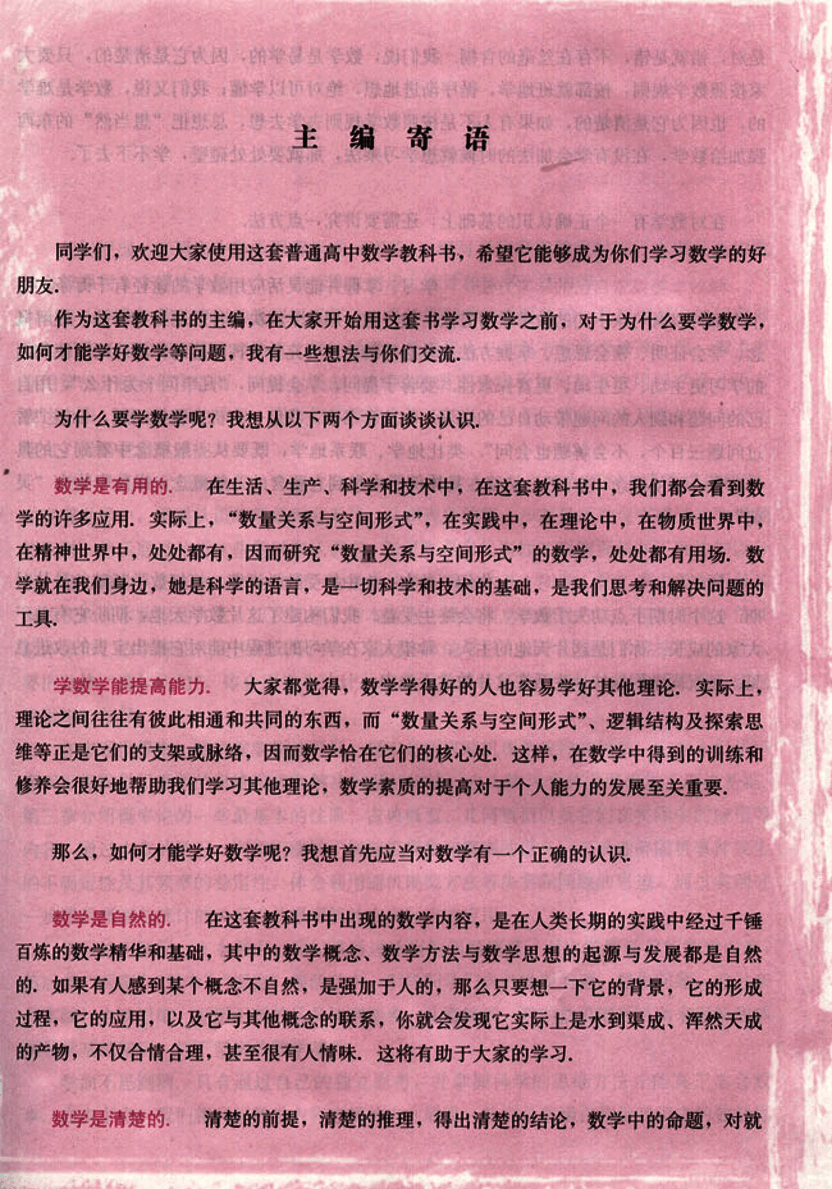 主编寄语
同学们，欢迎大家使用这套普通高中数学教科书，希望它能够成为你们学习数学的好
朋友.
作为这套教科书的主编，在大家开始用这套书学习数学之前，对于为什么要学数学，
如何才能学好数学等问题，我有一些想法与你们交流.
为什么要学数学呢？我想从以下两个方面谈谈认识.
数学是有用的. 在生活、生产、科学和技术中，在这套教科书中，我们都会看到数
学的许多应用. 实际上，“数量关系与空间形式”，在实践中，在理论中，在物质世界中，
在精神世界中，处处都有，因而研究“数量关系与空间形式”的数学，处处都有用场. 数
学就在我们身边，她是科学的语言，是一切科学和技术的基础，是我们思考和解决问题的
工具.
学数学能提高能力. 大家都觉得，数学学得好的人也容易学好其他理论. 实际上，
理论之间往往有彼此相通和共同的东西，而“数量关系与空间形式”、逻辑结构及探索思
维等正是它们的支架或脉络，因而数学恰在它们的核心处. 这样，在数学中得到的训练和
修养会很好地帮助我们学习其他理论，数学素质的提高对于个人能力的发展至关重要.
那么，如何才能学好数学呢？我想首先应当对数学有一个正确的认识.
数学是自然的. 在这套教科书中出现的数学内容，是在人类长期的实践中经过千锤
百炼的数学精华和基础，其中的数学概念、数学方法与数学思想的起源与发展都是自然
的. 如果有人感到某个概念不自然，是强加于人的，那么只要想一下它的背景，它的形成
过程，它的应用，以及它与其他概念的联系，你就会发现它实际上是水到渠成、浑然天成
的产物，不仅合情合理，甚至很有人情味. 这将有助于大家的学习.
数学是清楚的. 清楚的前提，清楚的推理，得出清楚的结论，数学中的命题，对就